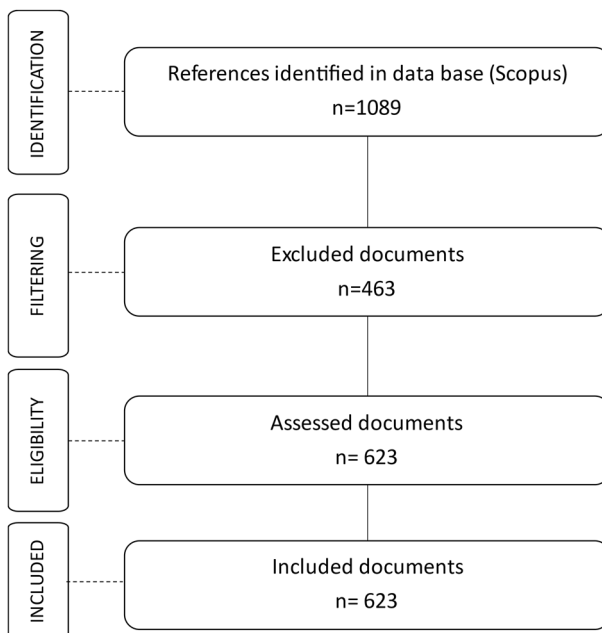 IDENTIFICATION
References identified in data base (Scopus)
n=1089
FILTERING
Excluded documents
n=463
ELIGIBILITY
Assessed documents
n= 623
INCLUDED
Included documents
n= 623